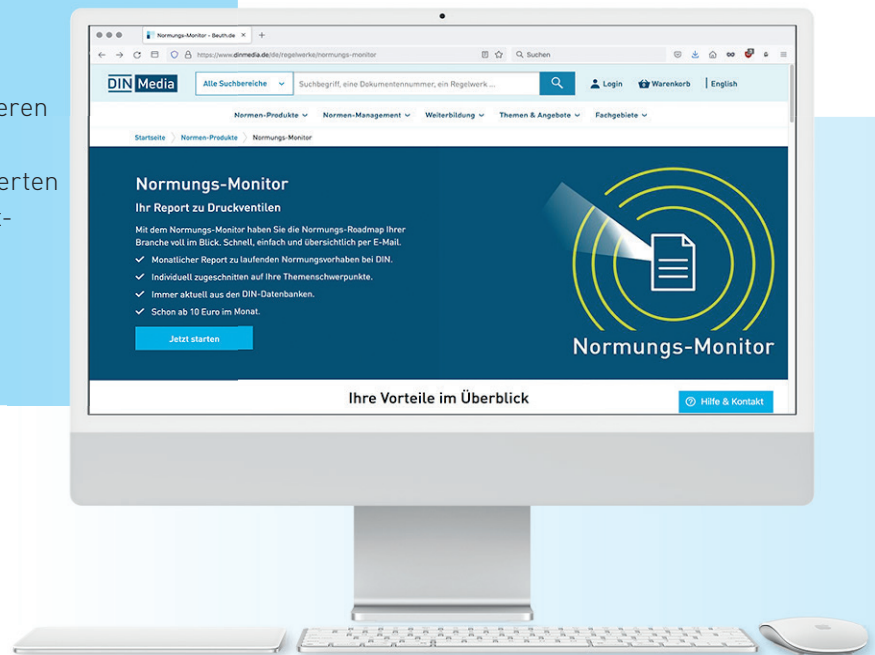 eren
erten
t-
Normungs-Monitor - Beuth.de × +
https://www.dinmedia.de/de/regelwerke/normungs-monitor
Suchen
DIN Media
Alle Suchbereiche
Suchbegriff, eine Dokumentennummer, ein Regelwerk ...
Login
Warenkorb
English
Normen-Produkte
Normen-Management
Weiterbildung
Themen & Angebote
Fachgebiete
Startseite
Normen-Produkte
Normungs-Monitor
Normungs-Monitor
Ihr Report zu Druckventilen
Mit dem Normungs-Monitor haben Sie die Normungs-Roadmap Ihrer
Branche voll im Blick. Schnell, einfach und übersichtlich per E-Mail.
✓ Monatlicher Report zu laufenden Normungsvorhaben bei DIN.
✓ Individuell zugeschnitten auf Ihre Themenschwerpunkte.
✓ Immer aktuell aus den DIN-Datenbanken.
✓ Schon ab 10 Euro im Monat.
Jetzt starten
Normungs-Monitor
Ihre Vorteile im Überblick
Hilfe & Kontakt